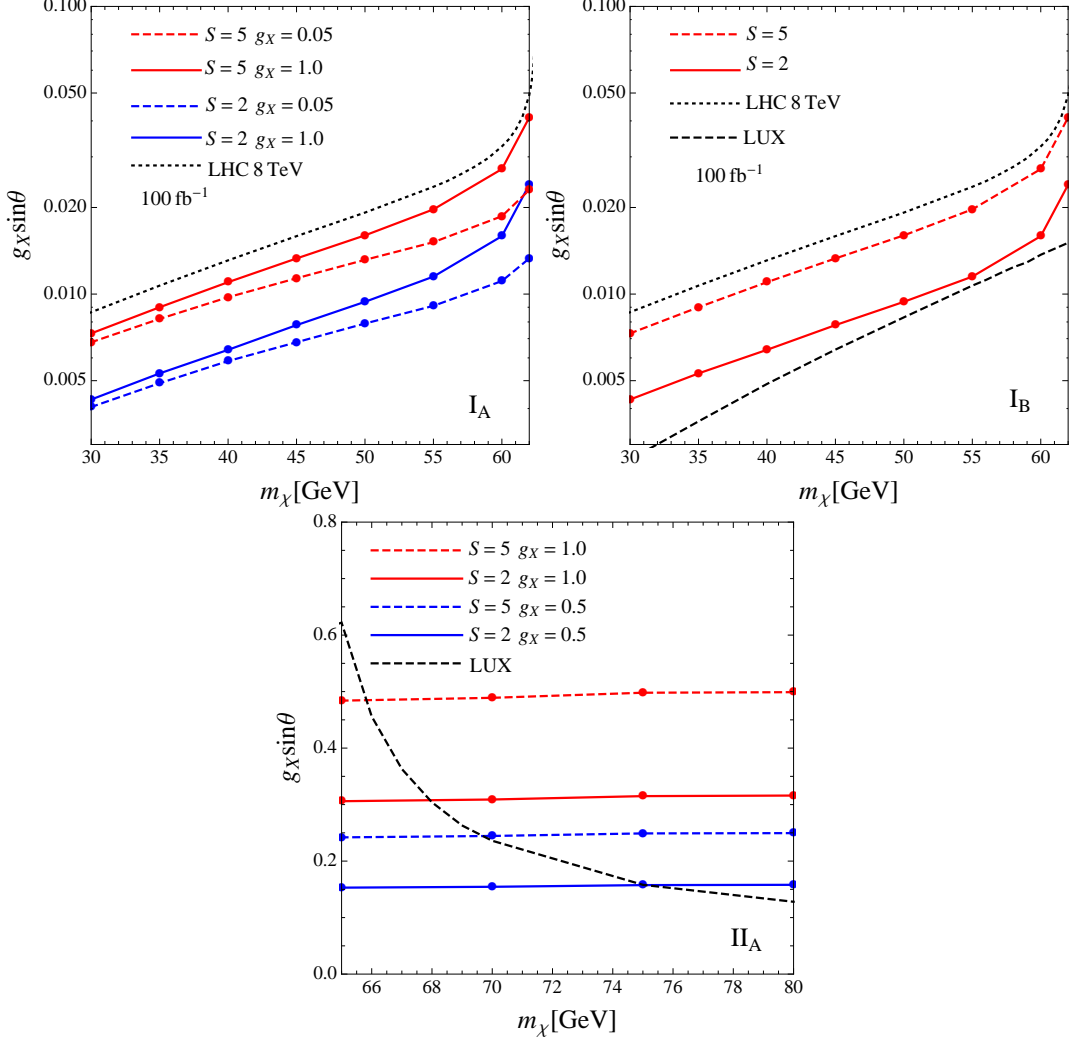 0.100
0.050
0.020
0.010
0.005
g_X sinθ
S = 5 g_X = 0.05
S = 5 g_X = 1.0
S = 2 g_X = 0.05
S = 2 g_X = 1.0
LHC 8 TeV
100 fb⁻¹
I_A
30 35 40 45 50 55 60
m_χ[GeV]
0.100
0.050
0.020
0.010
0.005
g_X sinθ
S = 5
S = 2
LHC 8 TeV
LUX
100 fb⁻¹
I_B
30 35 40 45 50 55 60
m_χ[GeV]
0.8
0.6
0.4
0.2
0.0
g_X sinθ
S = 5 g_X = 1.0
S = 2 g_X = 1.0
S = 5 g_X = 0.5
S = 2 g_X = 0.5
LUX
II_A
66 68 70 72 74 76 78 80
m_χ[GeV]